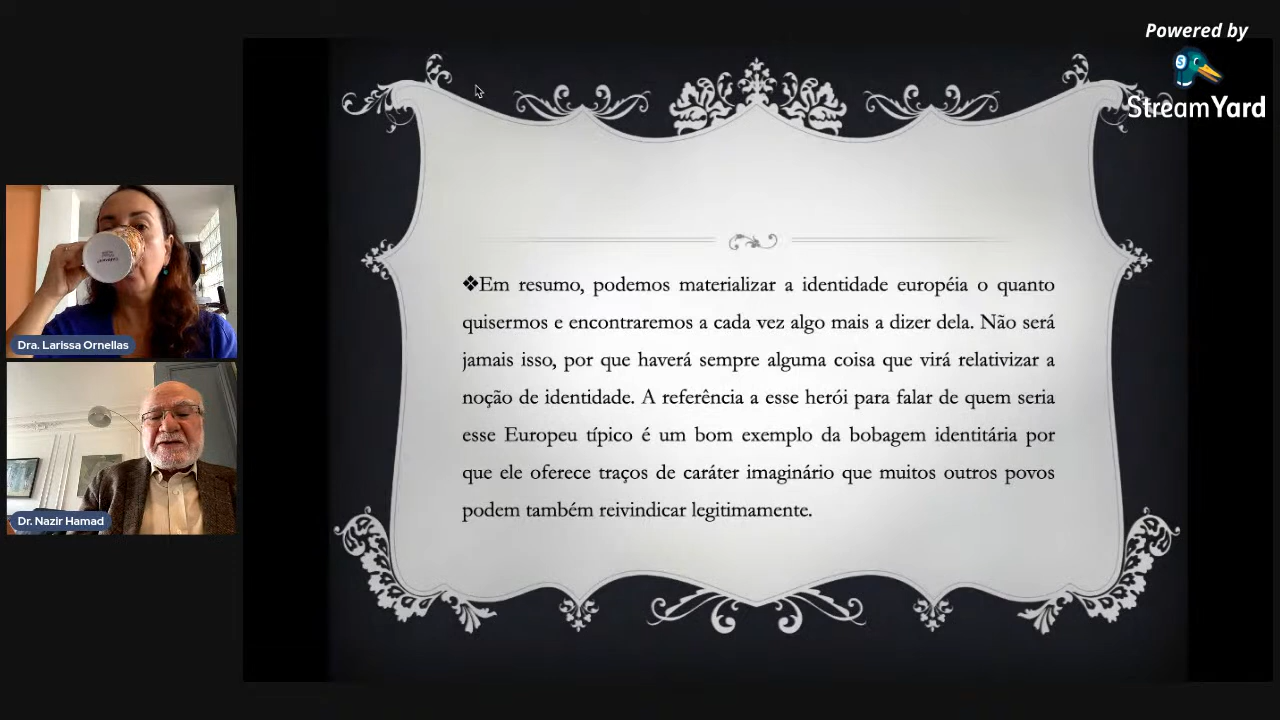 Powered by
StreamYard
❖Em resumo, podemos materializar a identidade européia o quanto
quisermos e encontraremos a cada vez algo mais a dizer dela. Não será
jamais isso, por que haverá sempre alguma coisa que virá relativizar a
noção de identidade. A referência a esse herói para falar de quem seria
esse Europeu típico é um bom exemplo da bobagem identitária por
que ele oferece traços de caráter imaginário que muitos outros povos
podem também reivindicar legitimamente.
Dra. Larissa Ornellas
Dr. Nazir Hamad